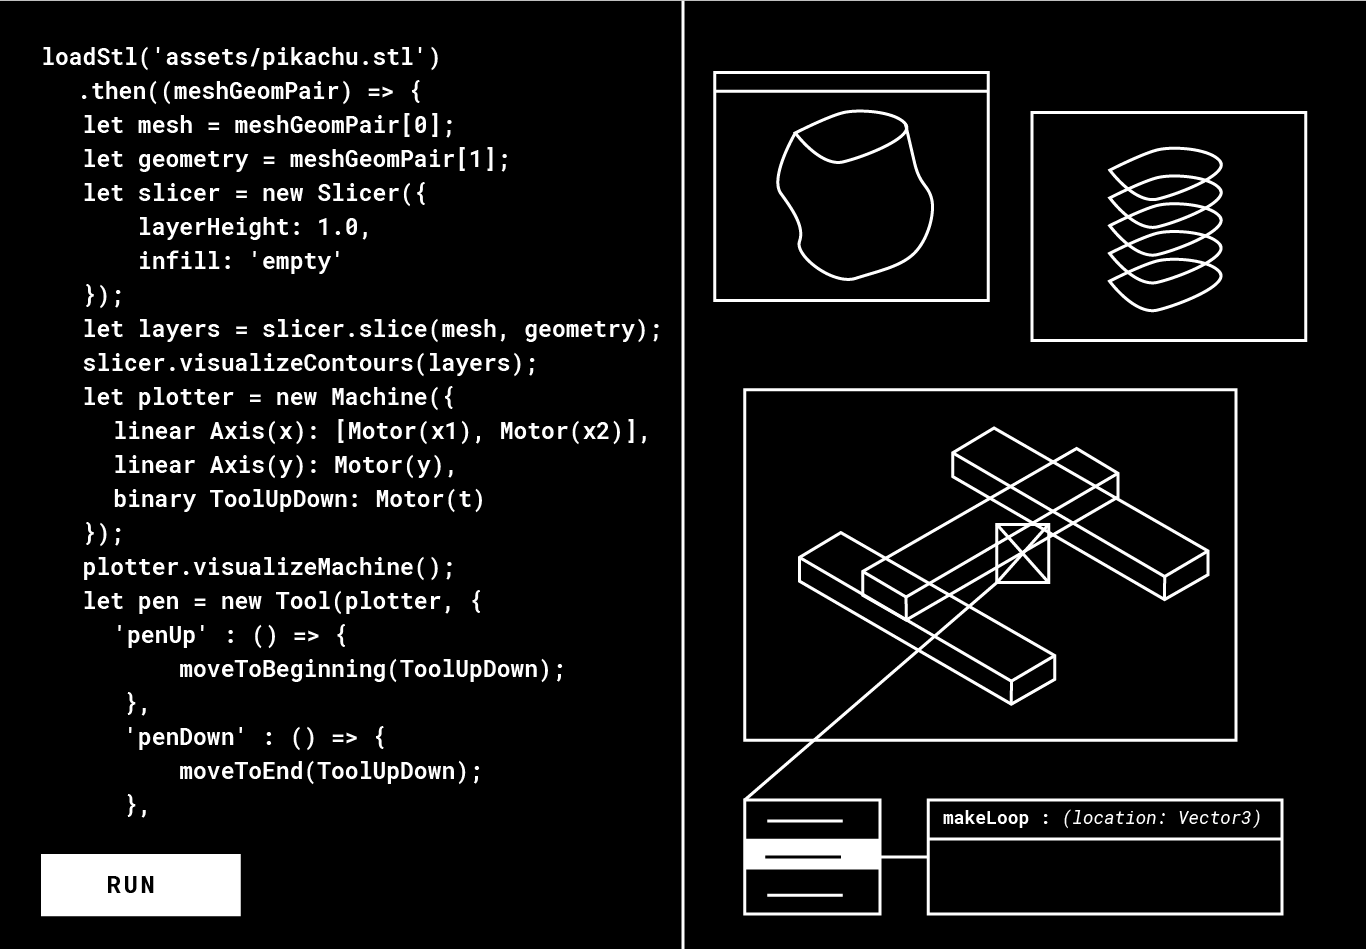 loadStl('assets/pikachu.stl')
.then((meshGeomPair) => {
let mesh = meshGeomPair[0];
let geometry = meshGeomPair[1];
let slicer = new Slicer({
layerHeight: 1.0,
infill: 'empty'
});
let layers = slicer.slice(mesh, geometry);
slicer.visualizeContours(layers);
let plotter = new Machine({
linear Axis(x): [Motor(x1), Motor(x2)],
linear Axis(y): Motor(y),
binary ToolUpDown: Motor(t)
});
plotter.visualizeMachine();
let pen = new Tool(plotter, {
'penUp' : () => {
moveToBeginning(ToolUpDown);
},
'penDown' : () => {
moveToEnd(ToolUpDown);
},
RUN
makeLoop : (location: Vector3)